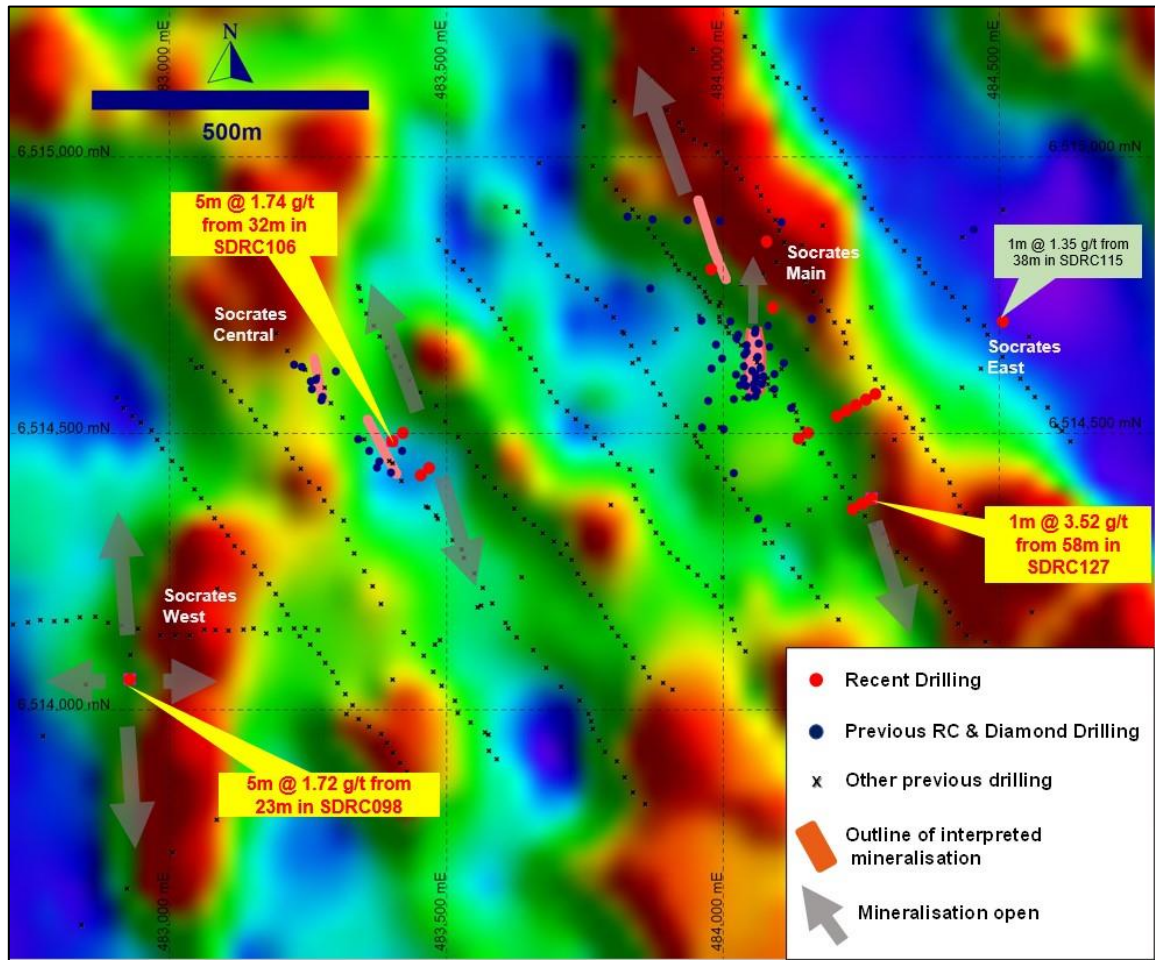 483,000 mE
483,500 mE
484,000 mE
484,500 mE
N
500m
6,515,000 mN
6,515,000 mN
5m @ 1.74 g/t
from 32m in
SDRC106
Socrates
Main
1m @ 1.35 g/t from
38m in SDRC115
Socrates
Central
Socrates
East
6,514,500 mN
6,514,500 mN
1m @ 3.52 g/t
from 58m in
SDRC127
Socrates
West
6,514,000 mN
5m @ 1.72 g/t from
23m in SDRC098
483,000 mE
483,500 mE
484,000 mE
Recent Drilling
Previous RC & Diamond Drilling
Other previous drilling
Outline of interpreted
mineralisation
Mineralisation open